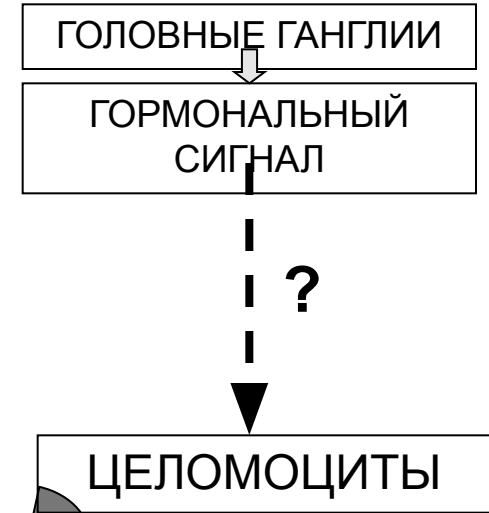 ГОЛОВНЫЕ ГАНГЛИИ
ГОРМОНАЛЬНЫЙ
СИГНАЛ
?
ЦЕЛОМОЦИТЫ